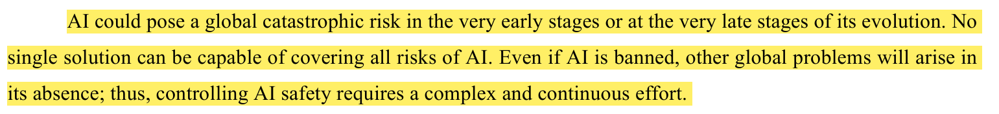 AI could pose a global catastrophic risk in the very early stages or at the very late stages of its evolution. No
single solution can be capable of covering all risks of AI. Even if AI is banned, other global problems will arise in
its absence; thus, controlling AI safety requires a complex and continuous effort.